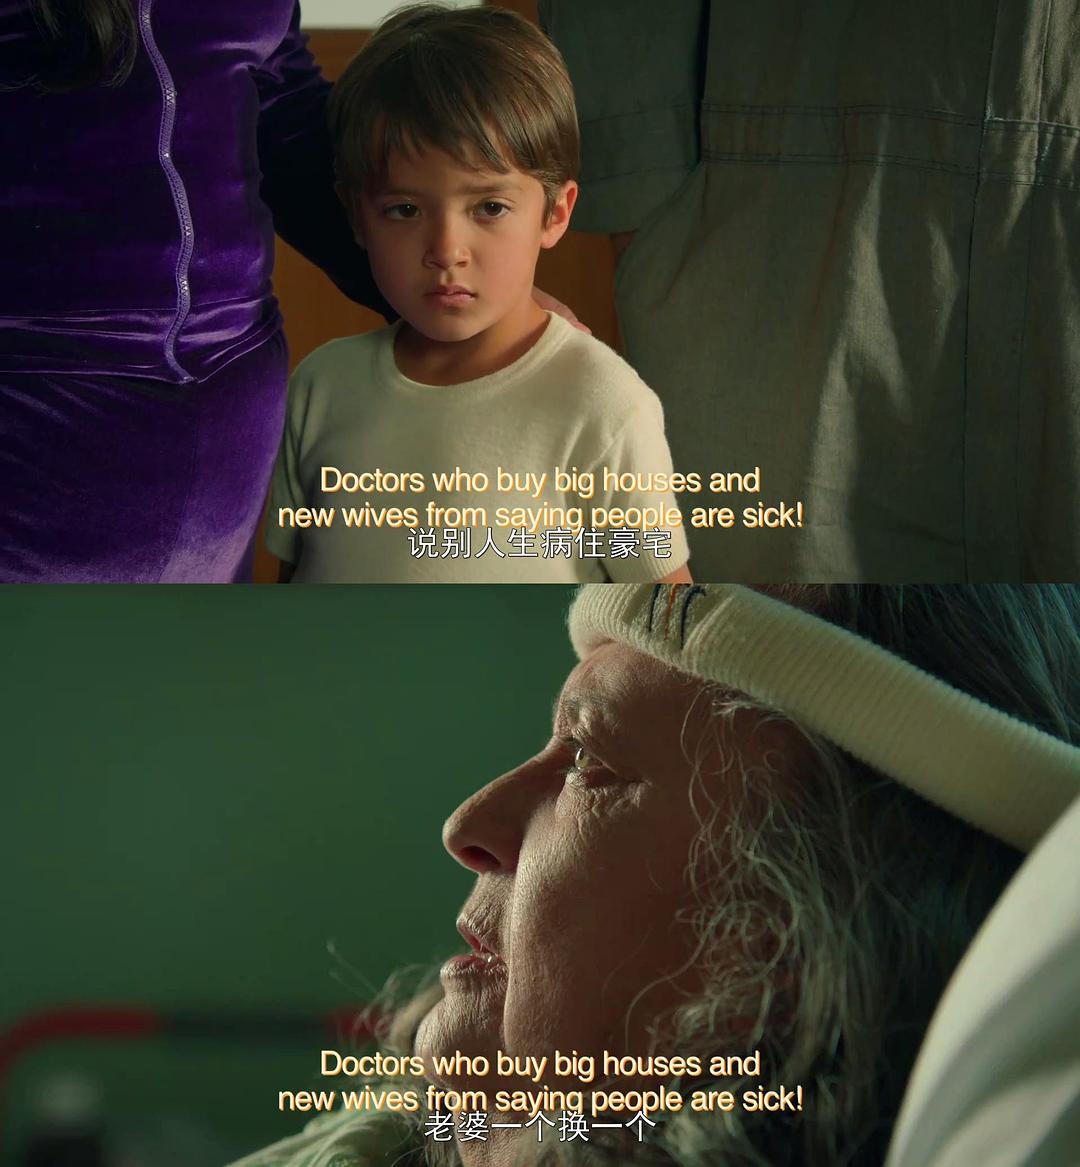 Doctors who buy big houses and
new wives from saying people are sick!
说别人生病住豪宅
Doctors who buy big houses and
new wives from saying people are sick!
老婆一个换一个